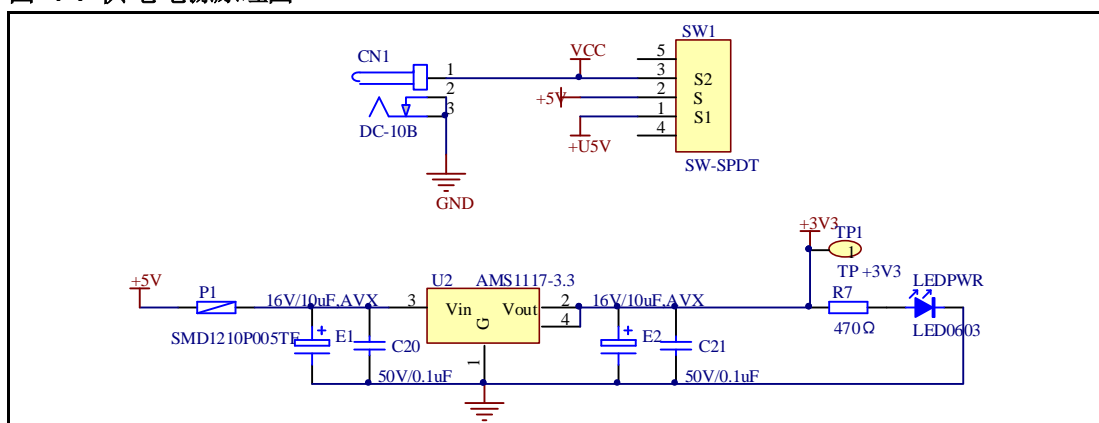 SW1
CN1
VCC
5
1
3
S2
2
+5V
2
S
3
1
S1
DC-10B
4
+U5V
SW-SPDT
GND
+3V3
TP1
1
+5V
U2
AMS1117-3.3
TP +3V3
LEDPWR
P1
16V/10uF,AVX
3
Vin
Vout
2
16V/10uF,AVX
R7
G
4
SMD1210P005TF
E1
E2
470Ω
LED0603
C20
C21
1
50V/0.1uF
50V/0.1uF